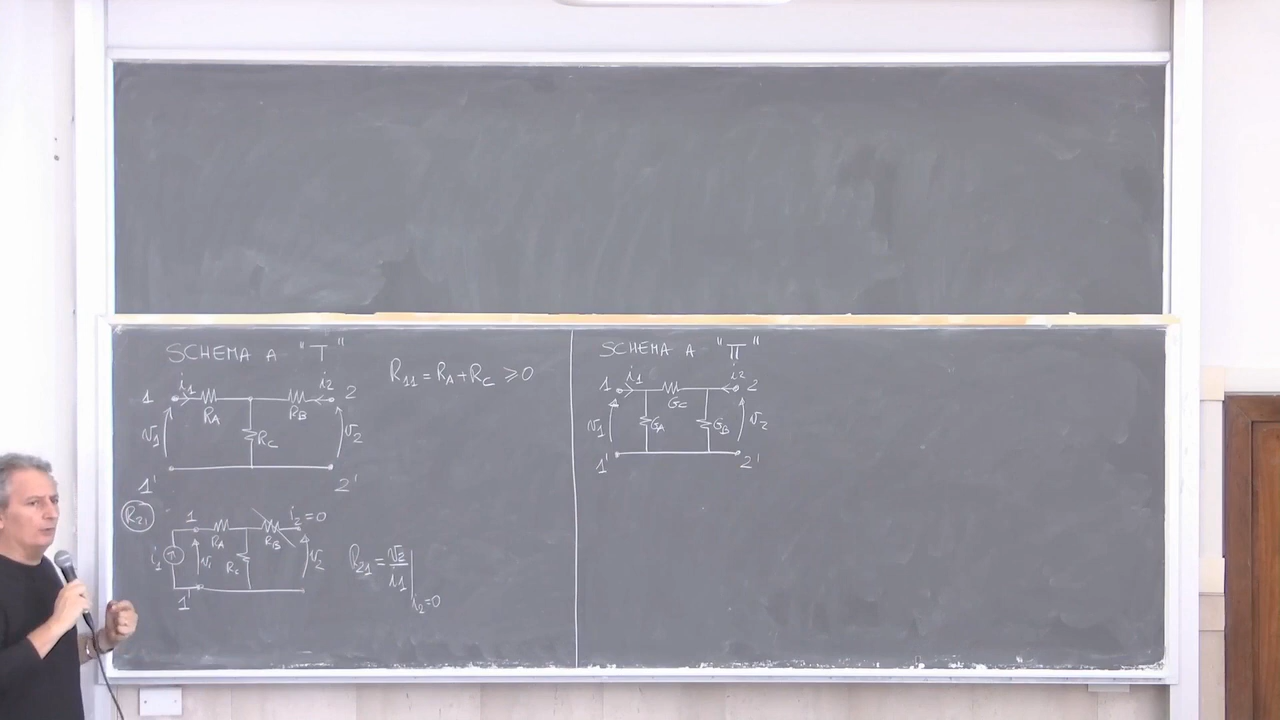 SCHEMA A "T"
R11 = RA + RC ≥ 0
1 i1 i2 2
RA RB
v1 RC v2
1' 2'
R21 1 i2 = 0
RA RB
i1 v1 RC v2 R21 = v2/i1 | i2=0
1'
SCHEMA A "Π"
1 i1 i2 2
GC
v1 GA GB v2
1' 2'